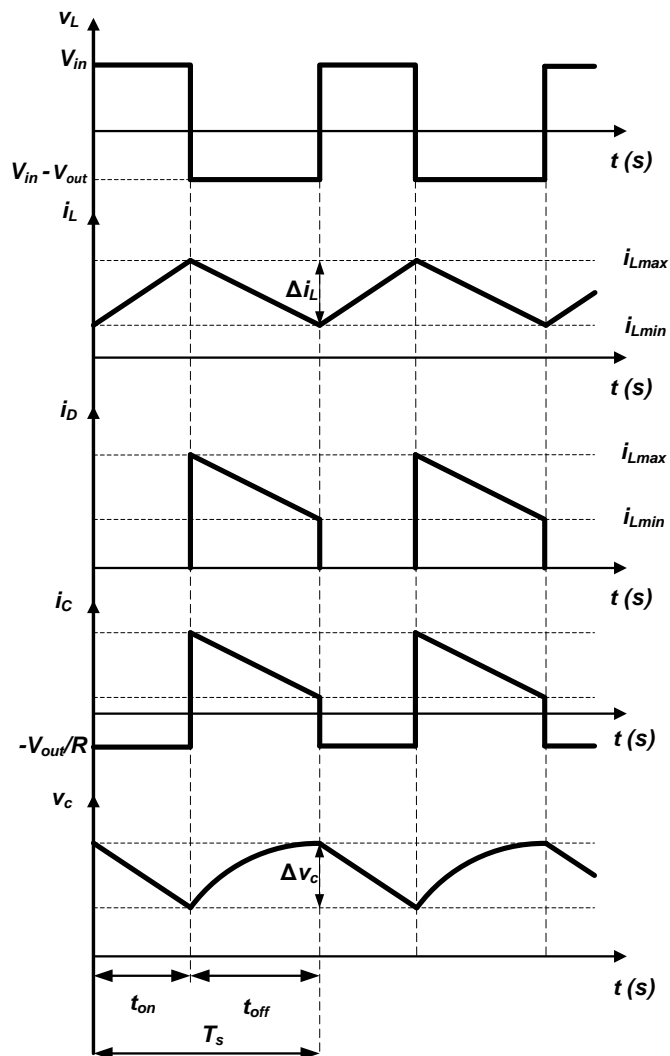 v_L
V_in
t (s)
V_in - V_out
i_L
i_Lmax
Δi_L
i_Lmin
t (s)
i_D
i_Lmax
i_Lmin
t (s)
i_C
-V_out/R
t (s)
v_c
Δv_c
t (s)
t_on
t_off
T_s